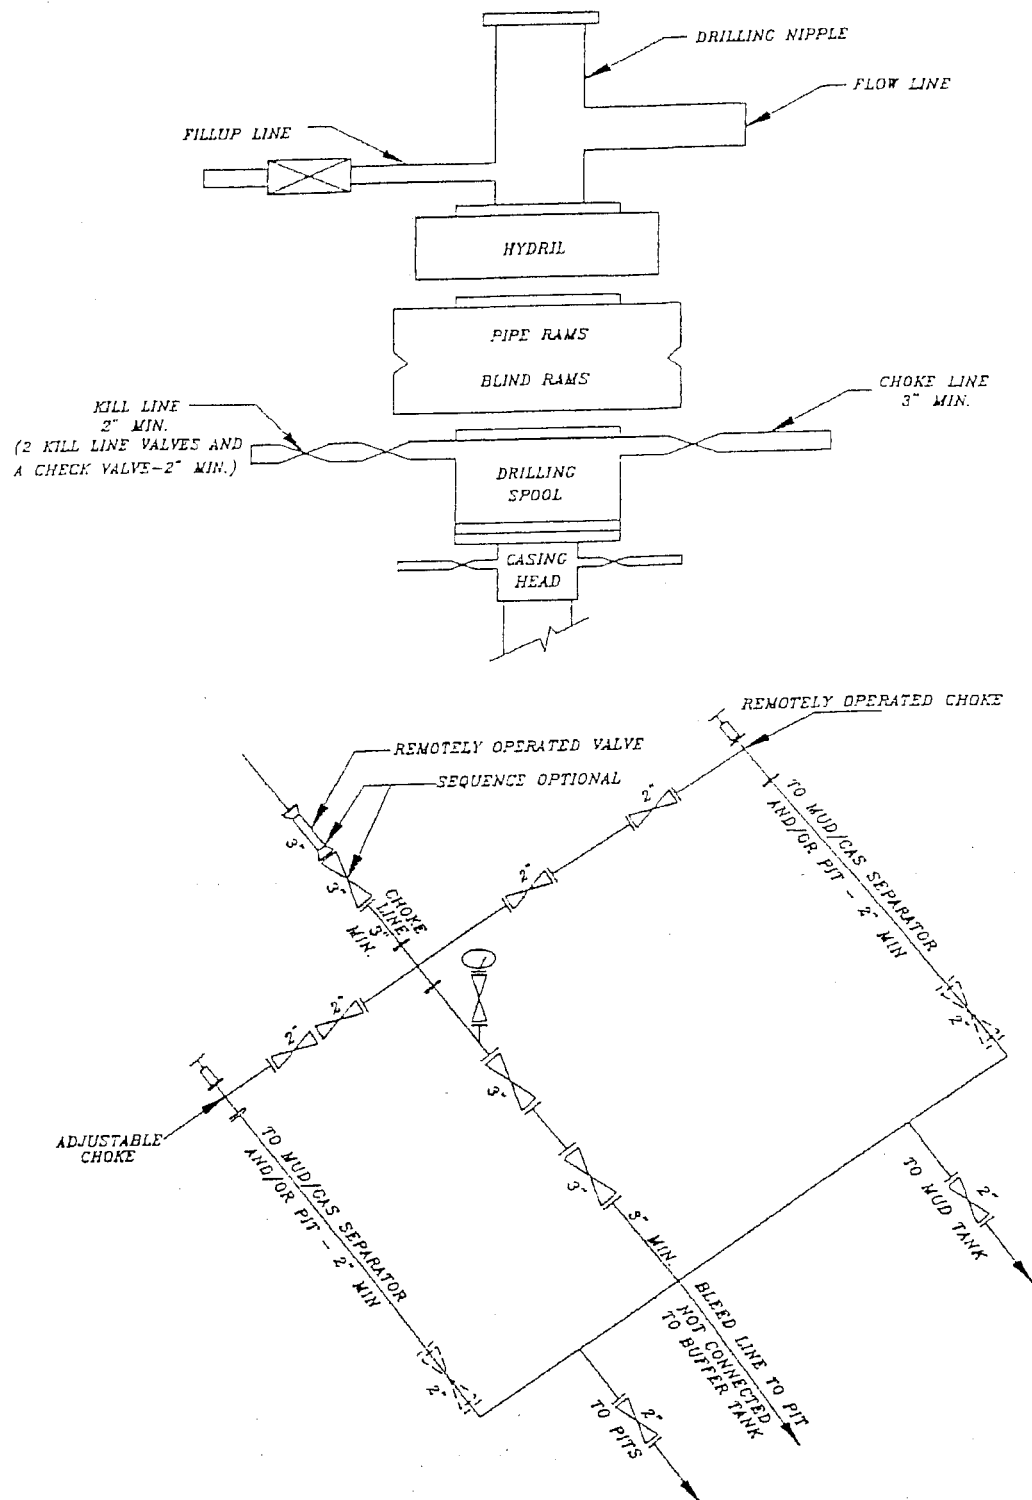 DRILLING NIPPLE
FLOW LINE
FILLUP LINE
HYDRIL
PIPE RAMS
BLIND RAMS
CHOKE LINE
3" MIN.
KILL LINE
2" MIN.
(2 KILL LINE VALVES AND
A CHECK VALVE-2" MIN.)
DRILLING
SPOOL
CASING
HEAD
REMOTELY OPERATED CHOKE
REMOTELY OPERATED VALVE
SEQUENCE OPTIONAL
3"
3"
CHOKE
LINE
3"
MIN.
2"
2"
TO MUD/GAS SEPARATOR
AND/OR PIT - 2" MIN
2"
2"
2"
3"
ADJUSTABLE
CHOKE
TO MUD/GAS SEPARATOR
AND/OR PIT - 2" MIN
2"
3"
3" MIN.
2"
TO MUD TANK
BLEED LINE TO PIT
NOT CONNECTED
TO BUFFER TANK
2"
TO PITS